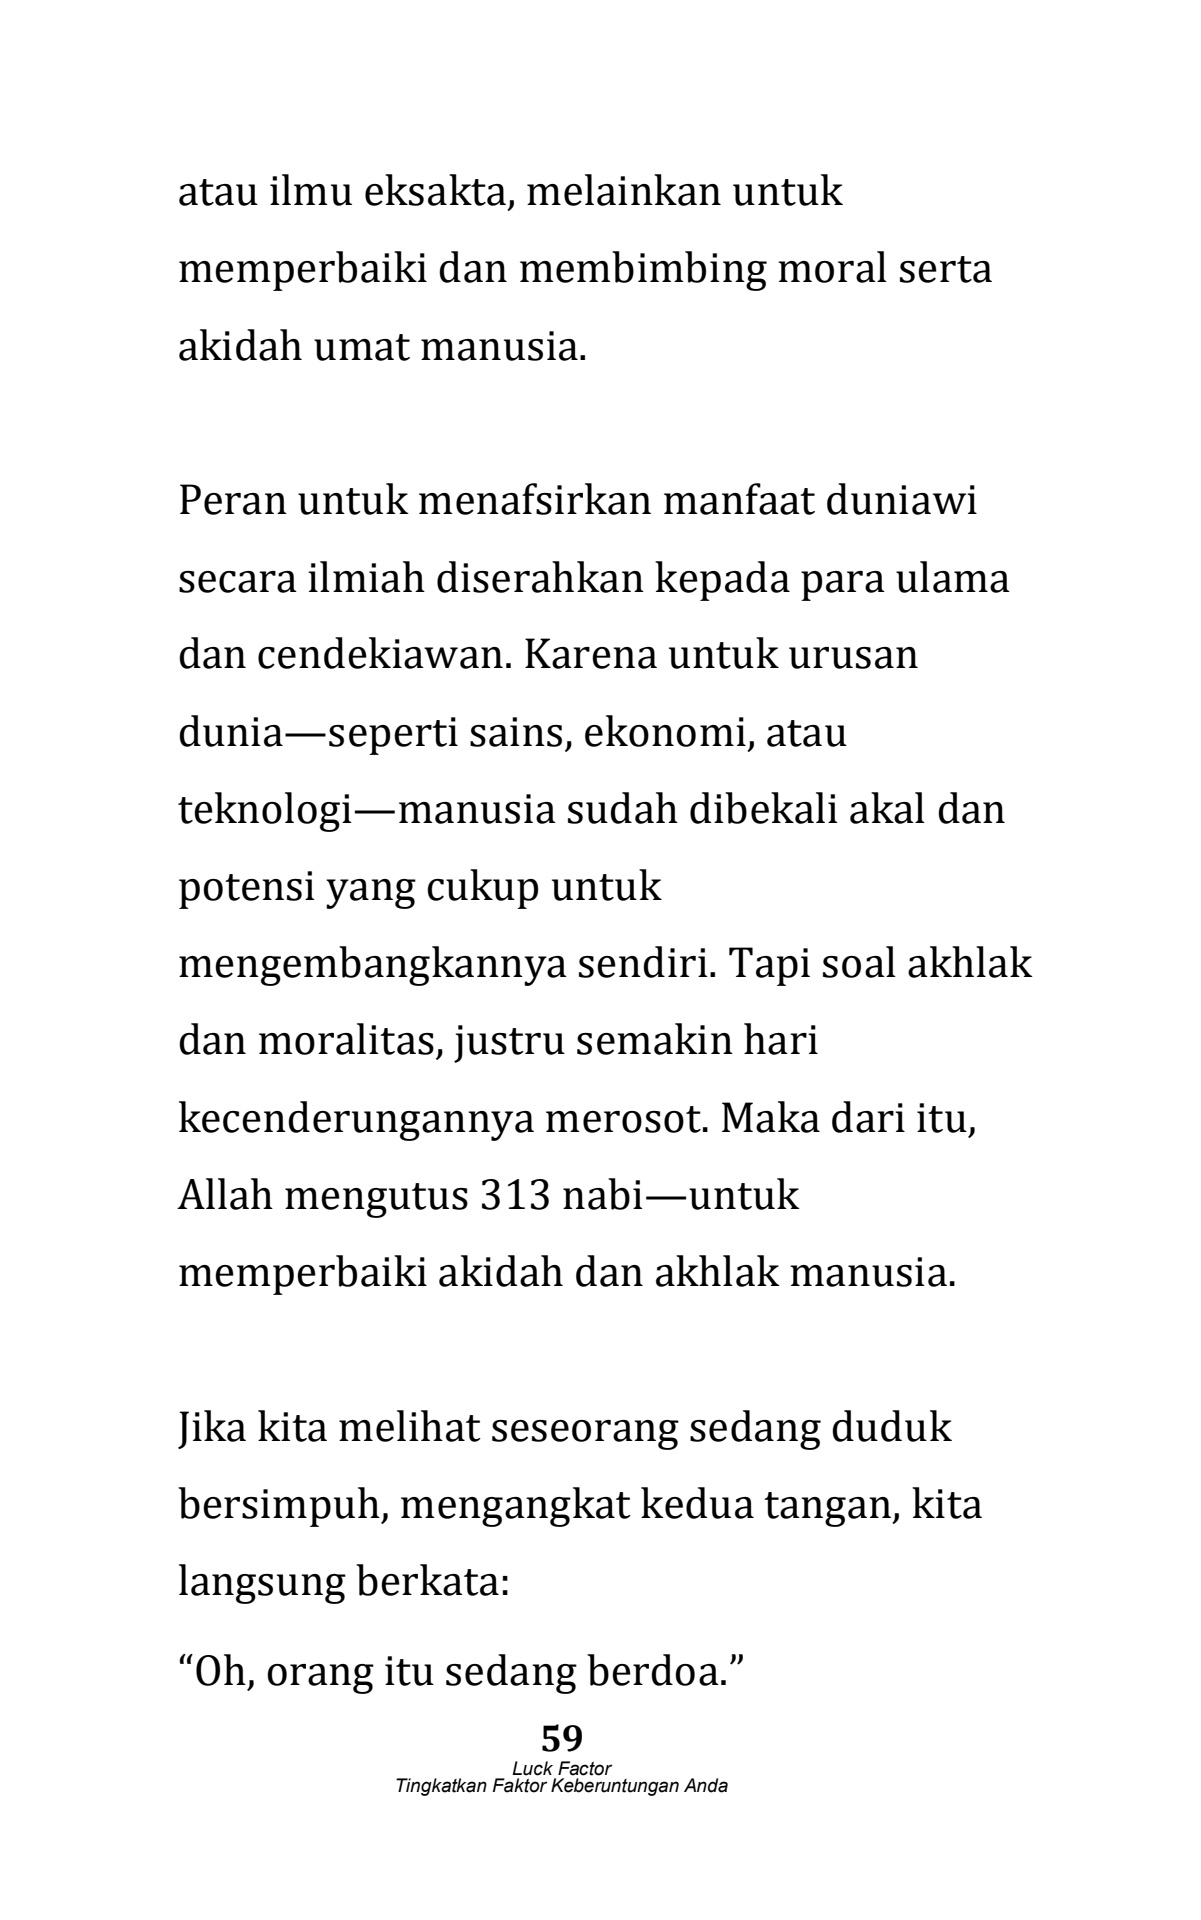 atau ilmu eksakta, melainkan untuk
memperbaiki dan membimbing moral serta
akidah umat manusia.
Peran untuk menafsirkan manfaat duniawi
secara ilmiah diserahkan kepada para ulama
dan cendekiawan. Karena untuk urusan
dunia—seperti sains, ekonomi, atau
teknologi—manusia sudah dibekali akal dan
potensi yang cukup untuk
mengembangkannya sendiri. Tapi soal akhlak
dan moralitas, justru semakin hari
kecenderungannya merosot. Maka dari itu,
Allah mengutus 313 nabi—untuk
memperbaiki akidah dan akhlak manusia.
Jika kita melihat seseorang sedang duduk
bersimpuh, mengangkat kedua tangan, kita
langsung berkata:
“Oh, orang itu sedang berdoa.”
59
Luck Factor
Tingkatkan Faktor Keberuntungan Anda